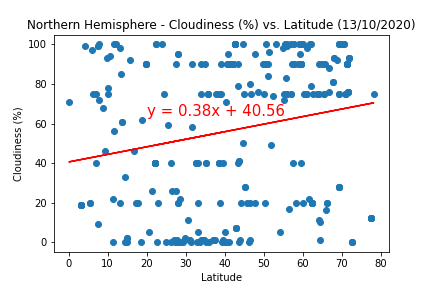 Northern Hemisphere - Cloudiness (%) vs. Latitude (13/10/2020)
100
80
60
40
20
0
Cloudiness (%)
y = 0.38x + 40.56
0 10 20 30 40 50 60 70 80
Latitude